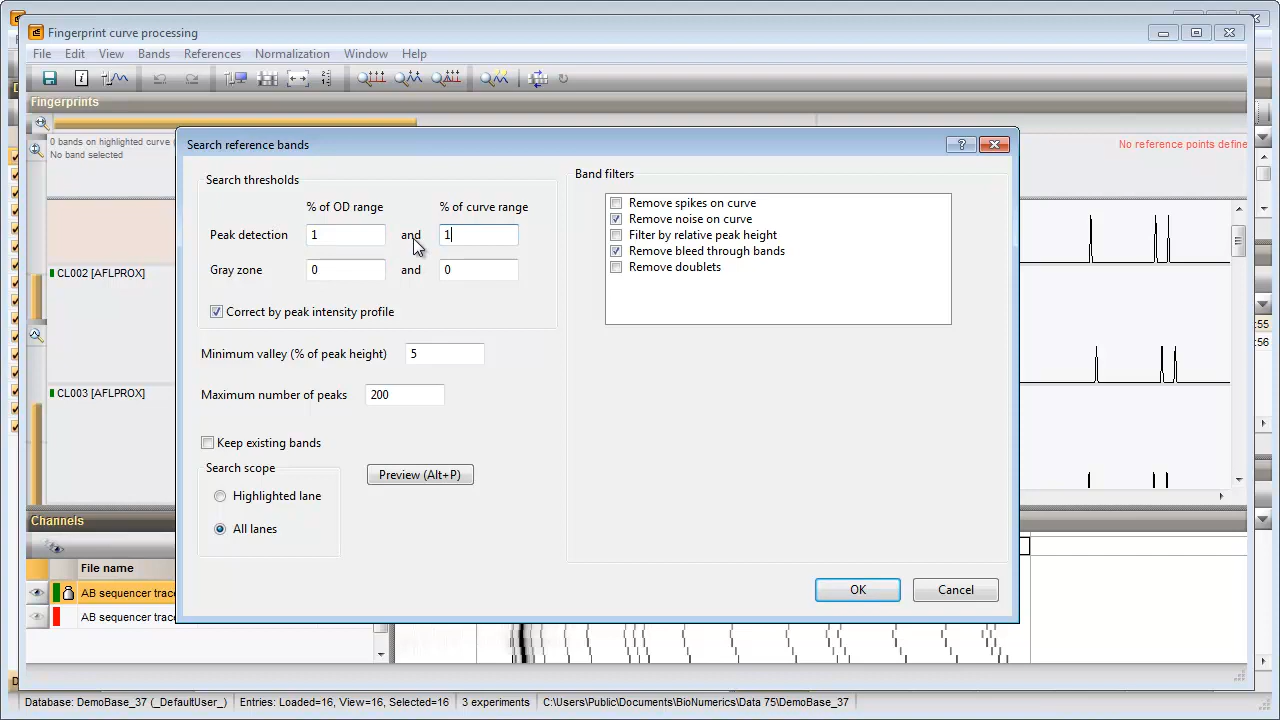 Fingerprint curve processing
File Edit View Bands References Normalization Window Help
Fingerprints
0 bands on highlighted curve
No band selected
No reference points define
Search reference bands
Search thresholds
% of OD range % of curve range
Peak detection 1 and 1
Gray zone 0 and 0
Correct by peak intensity profile
Minimum valley (% of peak height) 5
Maximum number of peaks 200
Keep existing bands
Search scope
Highlighted lane
All lanes
Preview (Alt+P)
Band filters
Remove spikes on curve
Remove noise on curve
Filter by relative peak height
Remove bleed through bands
Remove doublets
OK Cancel
CL002 [AFLPROX]
CL003 [AFLPROX]
:55
:56
Channels
File name
AB sequencer trace
AB sequencer trace
Database: DemoBase_37 (_DefaultUser_) Entries: Loaded=16, View=16, Selected=16 3 experiments C:\Users\Public\Documents\BioNumerics\Data 75\DemoBase_37